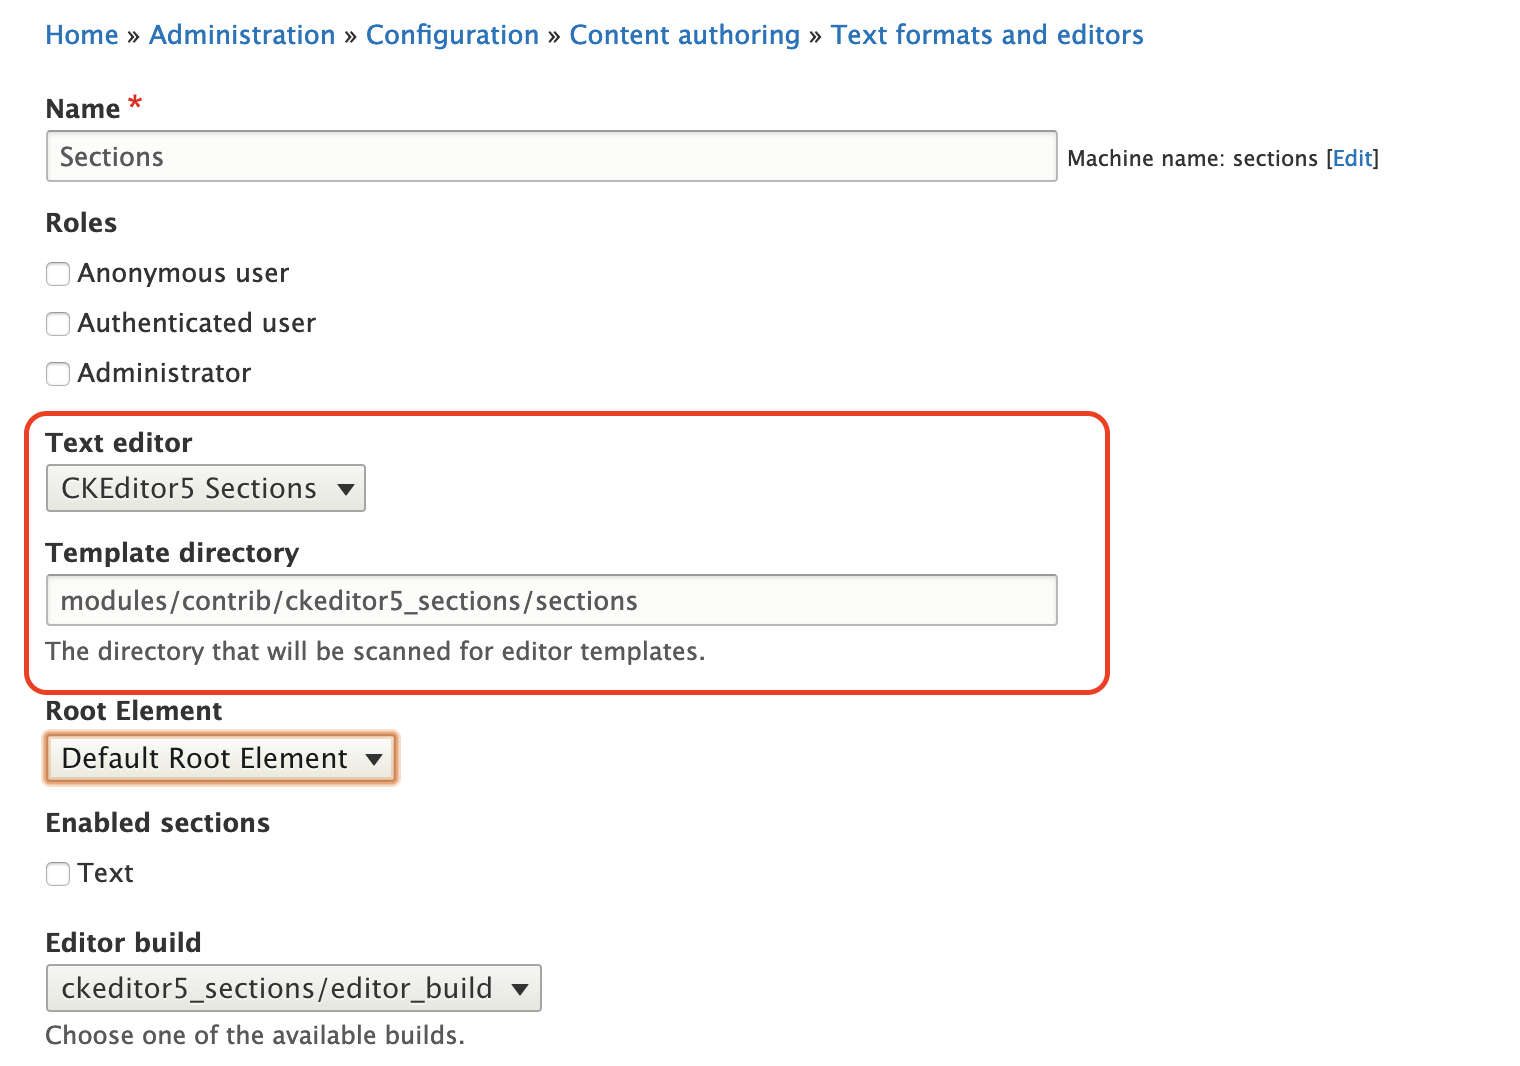 Home » Administration » Configuration » Content authoring » Text formats and editors
Name *
Sections
Machine name: sections [Edit]
Roles
Anonymous user
Authenticated user
Administrator
Text editor
CKEditor5 Sections
Template directory
modules/contrib/ckeditor5_sections/sections
The directory that will be scanned for editor templates.
Root Element
Default Root Element
Enabled sections
Text
Editor build
ckeditor5_sections/editor_build
Choose one of the available builds.